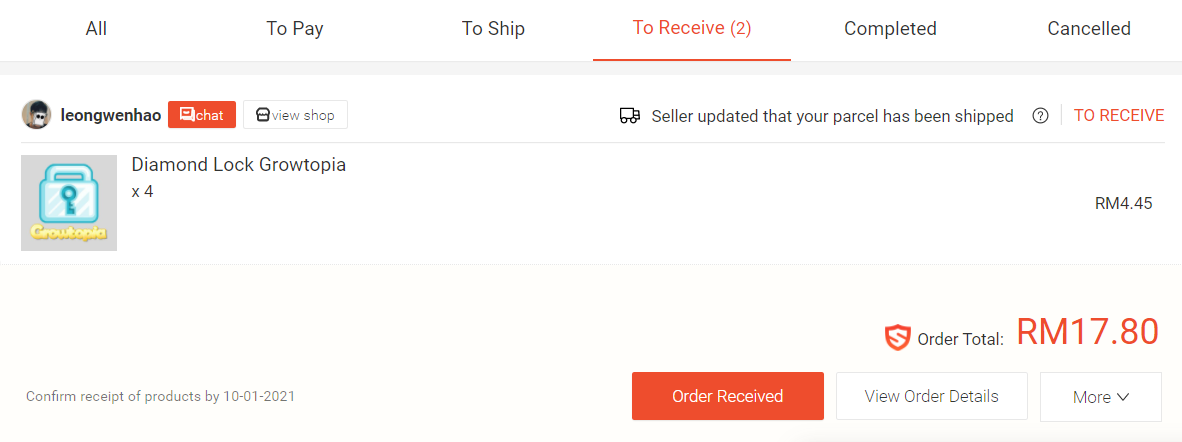 All To Pay To Ship To Receive (2) Completed Cancelled
leongwenhao chat view shop Seller updated that your parcel has been shipped ? TO RECEIVE
Diamond Lock Growtopia
x 4
RM4.45
Growtopia
Order Total: RM17.80
Confirm receipt of products by 10-01-2021 Order Received View Order Details More